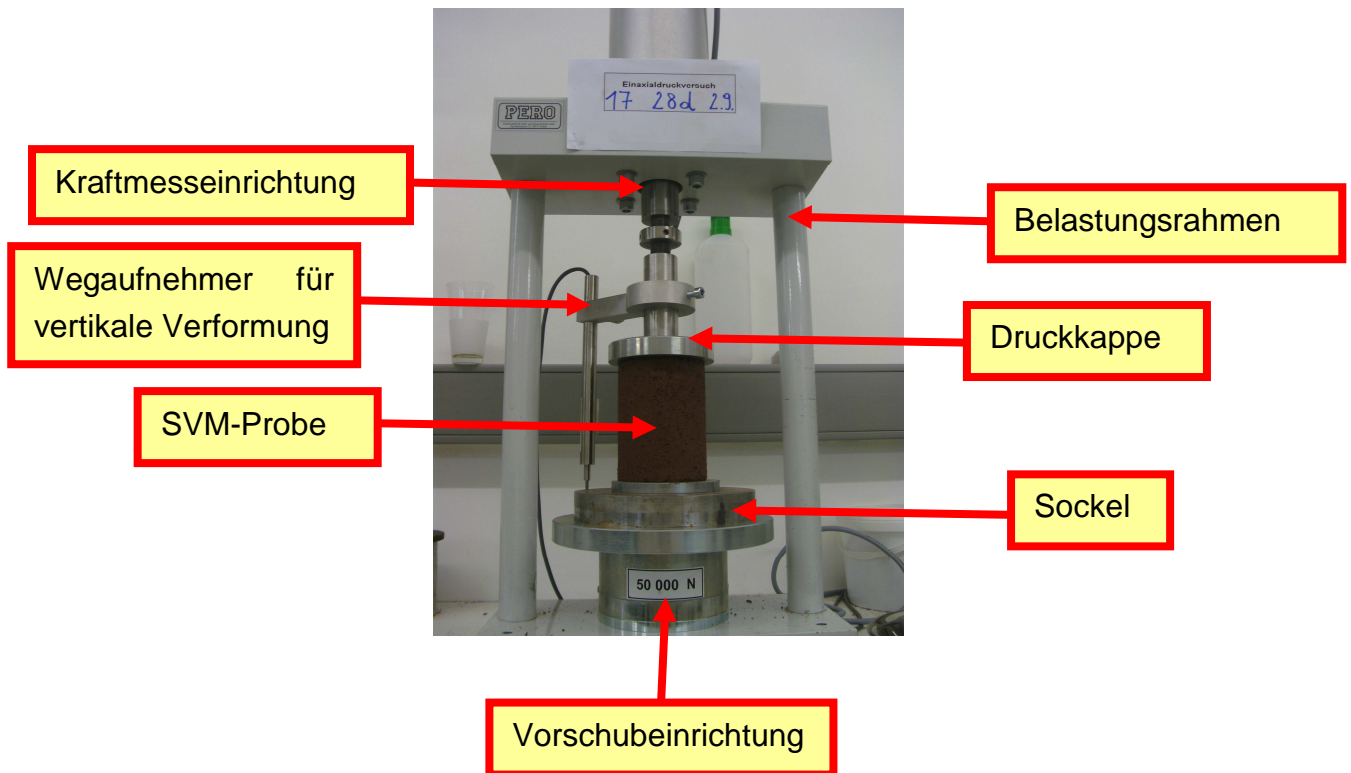 Einaxialdruckversuch
17 28d 2.9.
PERO
Kraftmesseinrichtung
Belastungsrahmen
Wegaufnehmer für
vertikale Verformung
Druckkappe
SVM-Probe
Sockel
50 000 N
Vorschubeinrichtung